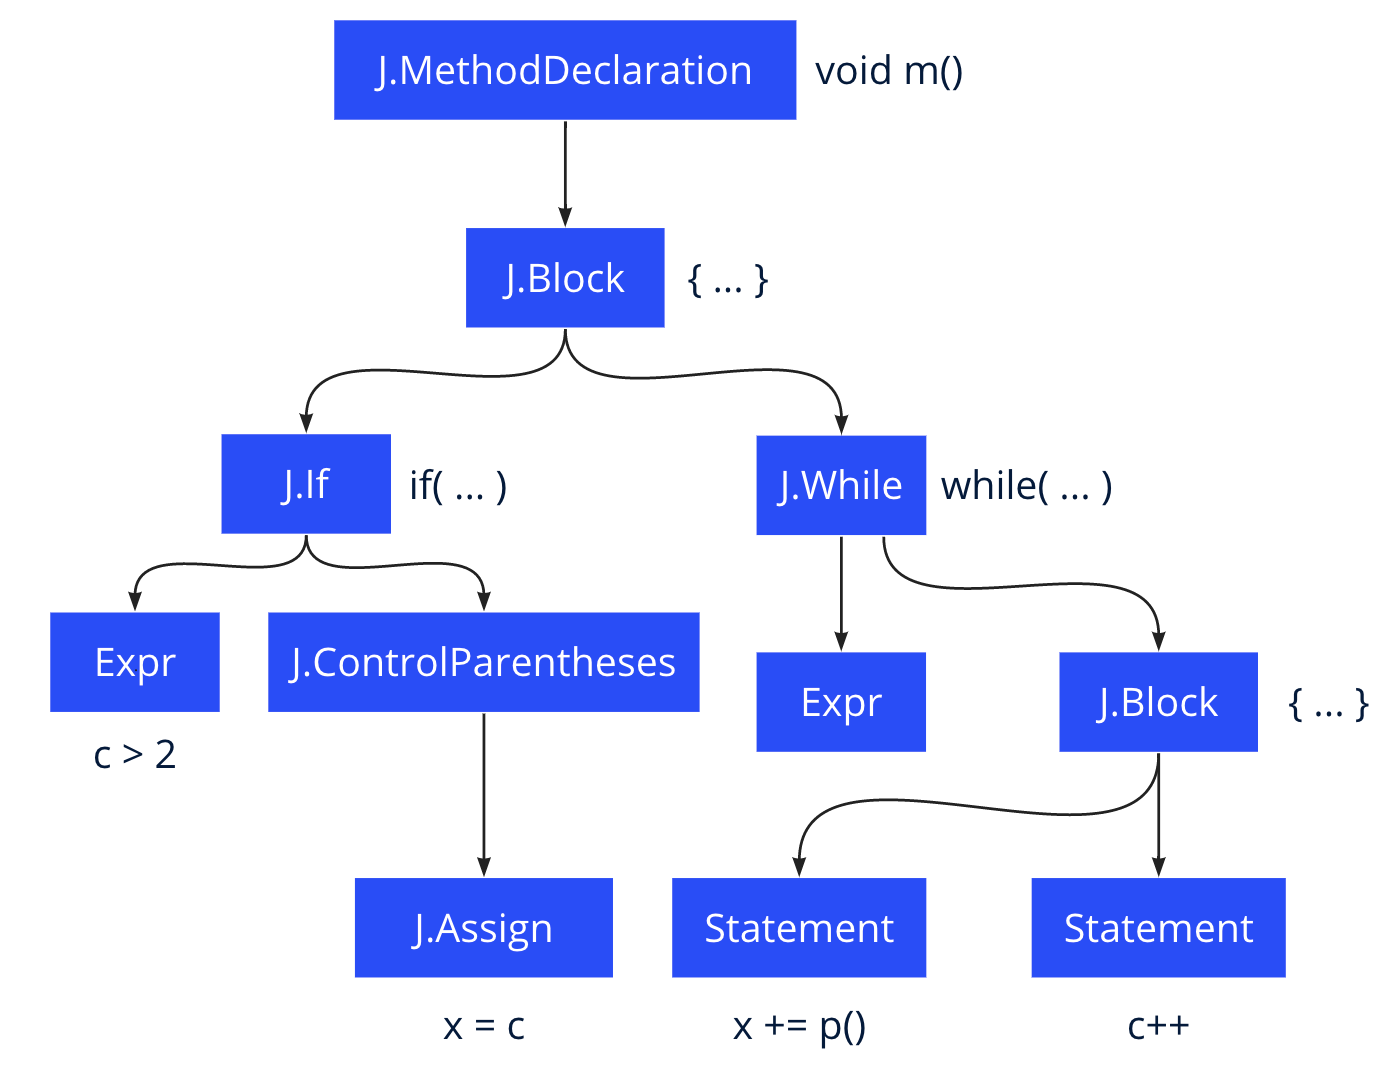 J.MethodDeclaration
void m()
J.Block
{ ... }
J.If
if( ... )
J.While
while( ... )
Expr
J.ControlParentheses
Expr
J.Block
{ ... }
c > 2
J.Assign
Statement
Statement
x = c
x += p()
c++